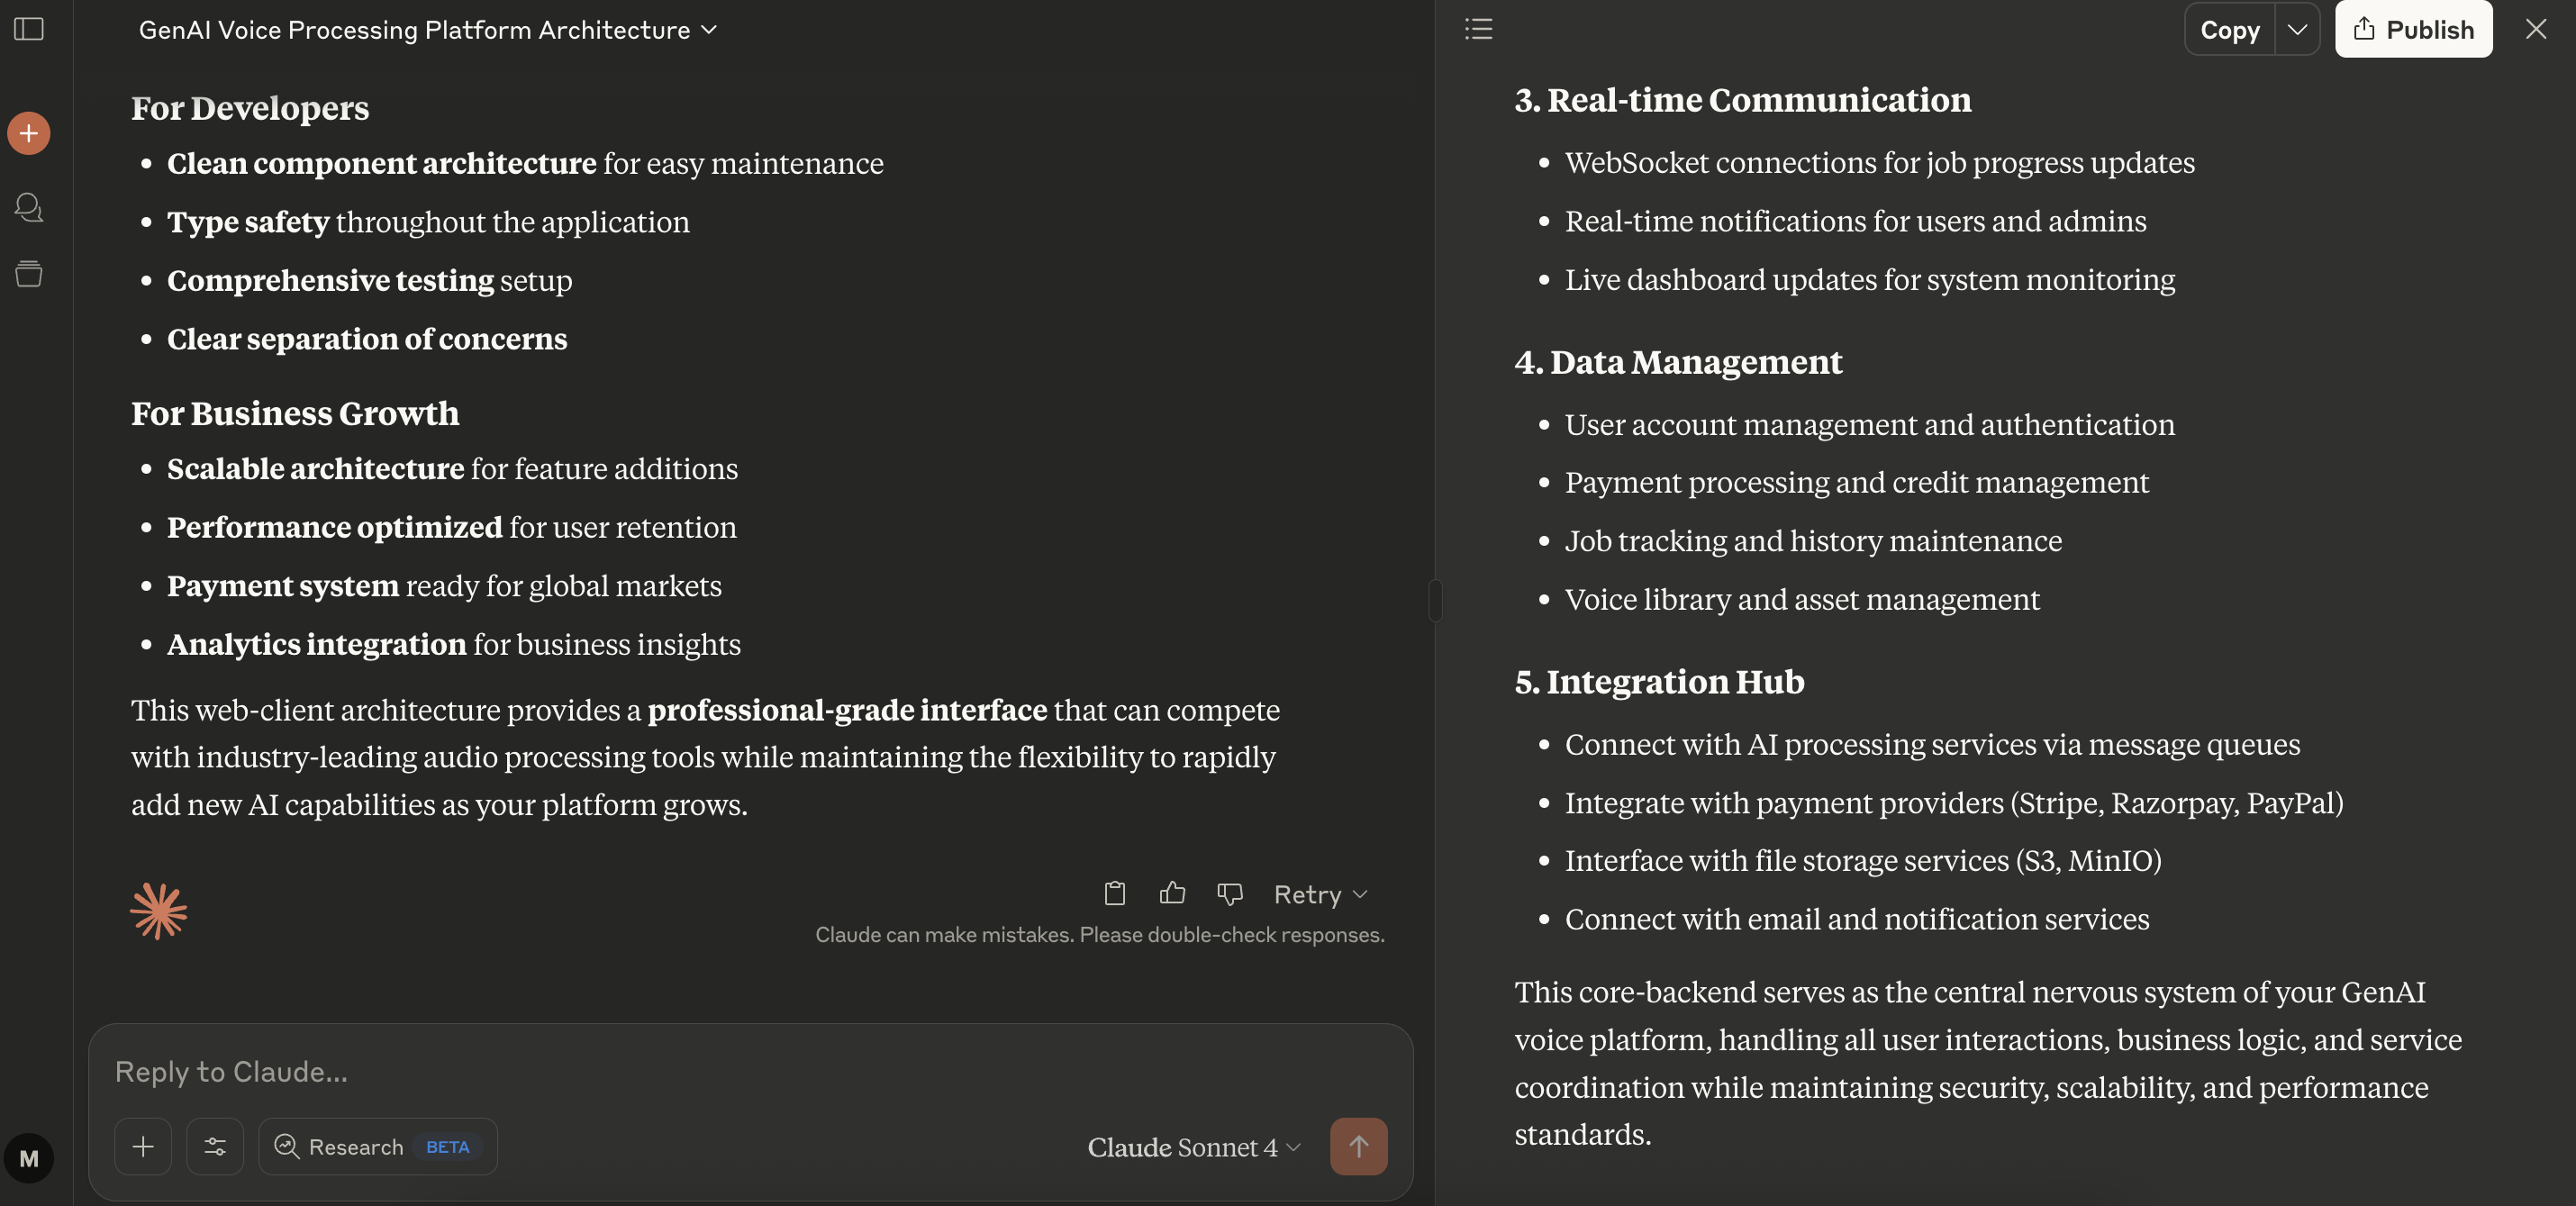 GenAI Voice Processing Platform Architecture
For Developers
• Clean component architecture for easy maintenance
• Type safety throughout the application
• Comprehensive testing setup
• Clear separation of concerns
For Business Growth
• Scalable architecture for feature additions
• Performance optimized for user retention
• Payment system ready for global markets
• Analytics integration for business insights
This web-client architecture provides a professional-grade interface that can compete
with industry-leading audio processing tools while maintaining the flexibility to rapidly
add new AI capabilities as your platform grows.
Retry
Claude can make mistakes. Please double-check responses.
Reply to Claude...
Research BETA
Claude Sonnet 4
M
Copy
Publish
3. Real-time Communication
• WebSocket connections for job progress updates
• Real-time notifications for users and admins
• Live dashboard updates for system monitoring
4. Data Management
• User account management and authentication
• Payment processing and credit management
• Job tracking and history maintenance
• Voice library and asset management
5. Integration Hub
• Connect with AI processing services via message queues
• Integrate with payment providers (Stripe, Razorpay, PayPal)
• Interface with file storage services (S3, MinIO)
• Connect with email and notification services
This core-backend serves as the central nervous system of your GenAI
voice platform, handling all user interactions, business logic, and service
coordination while maintaining security, scalability, and performance
standards.